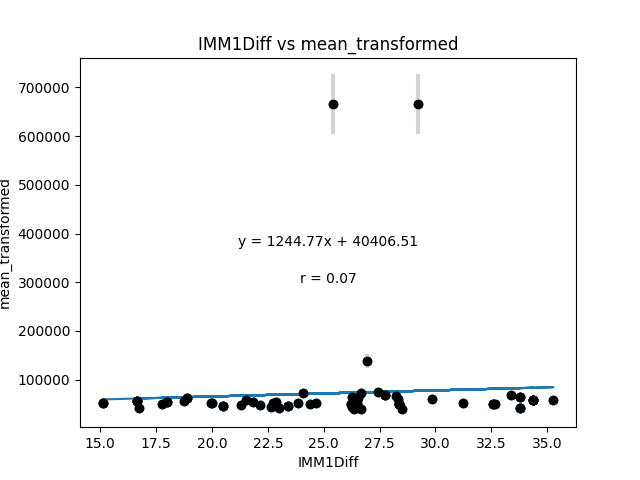 IMM1Diff vs mean_transformed
700000
600000
500000
400000
300000
200000
100000
mean_transformed
y = 1244.77x + 40406.51
r = 0.07
15.0 17.5 20.0 22.5 25.0 27.5 30.0 32.5 35.0
IMM1Diff